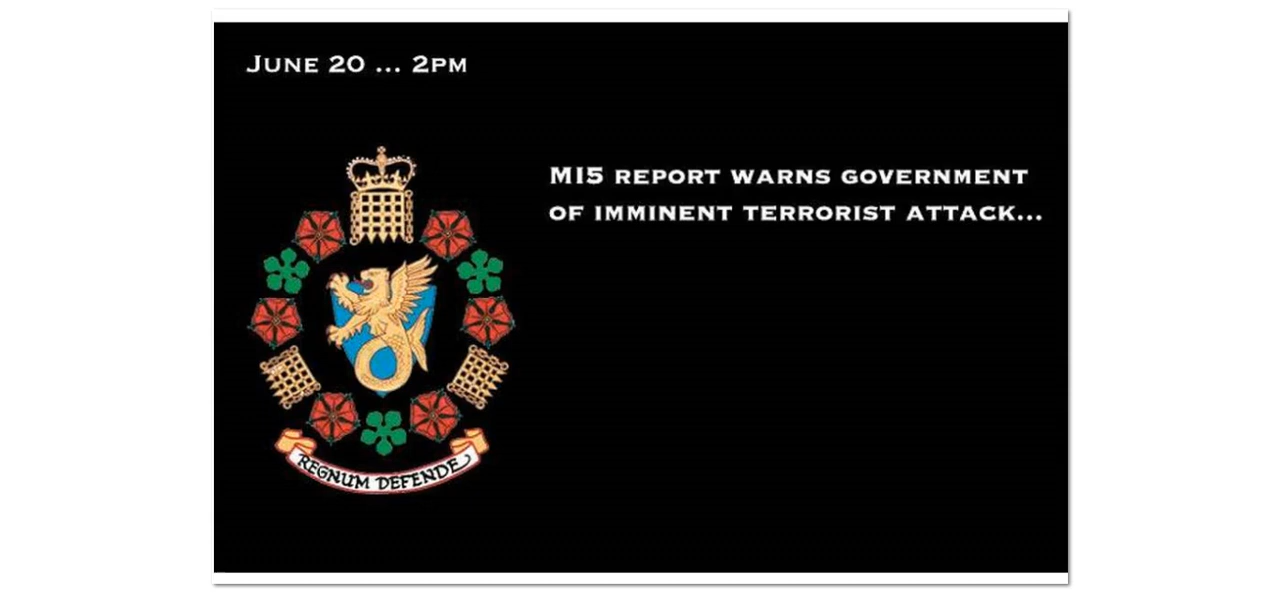 June 20 ... 2pm
MI5 report warns government
of imminent terrorist attack...
REGNUM DEFENDE